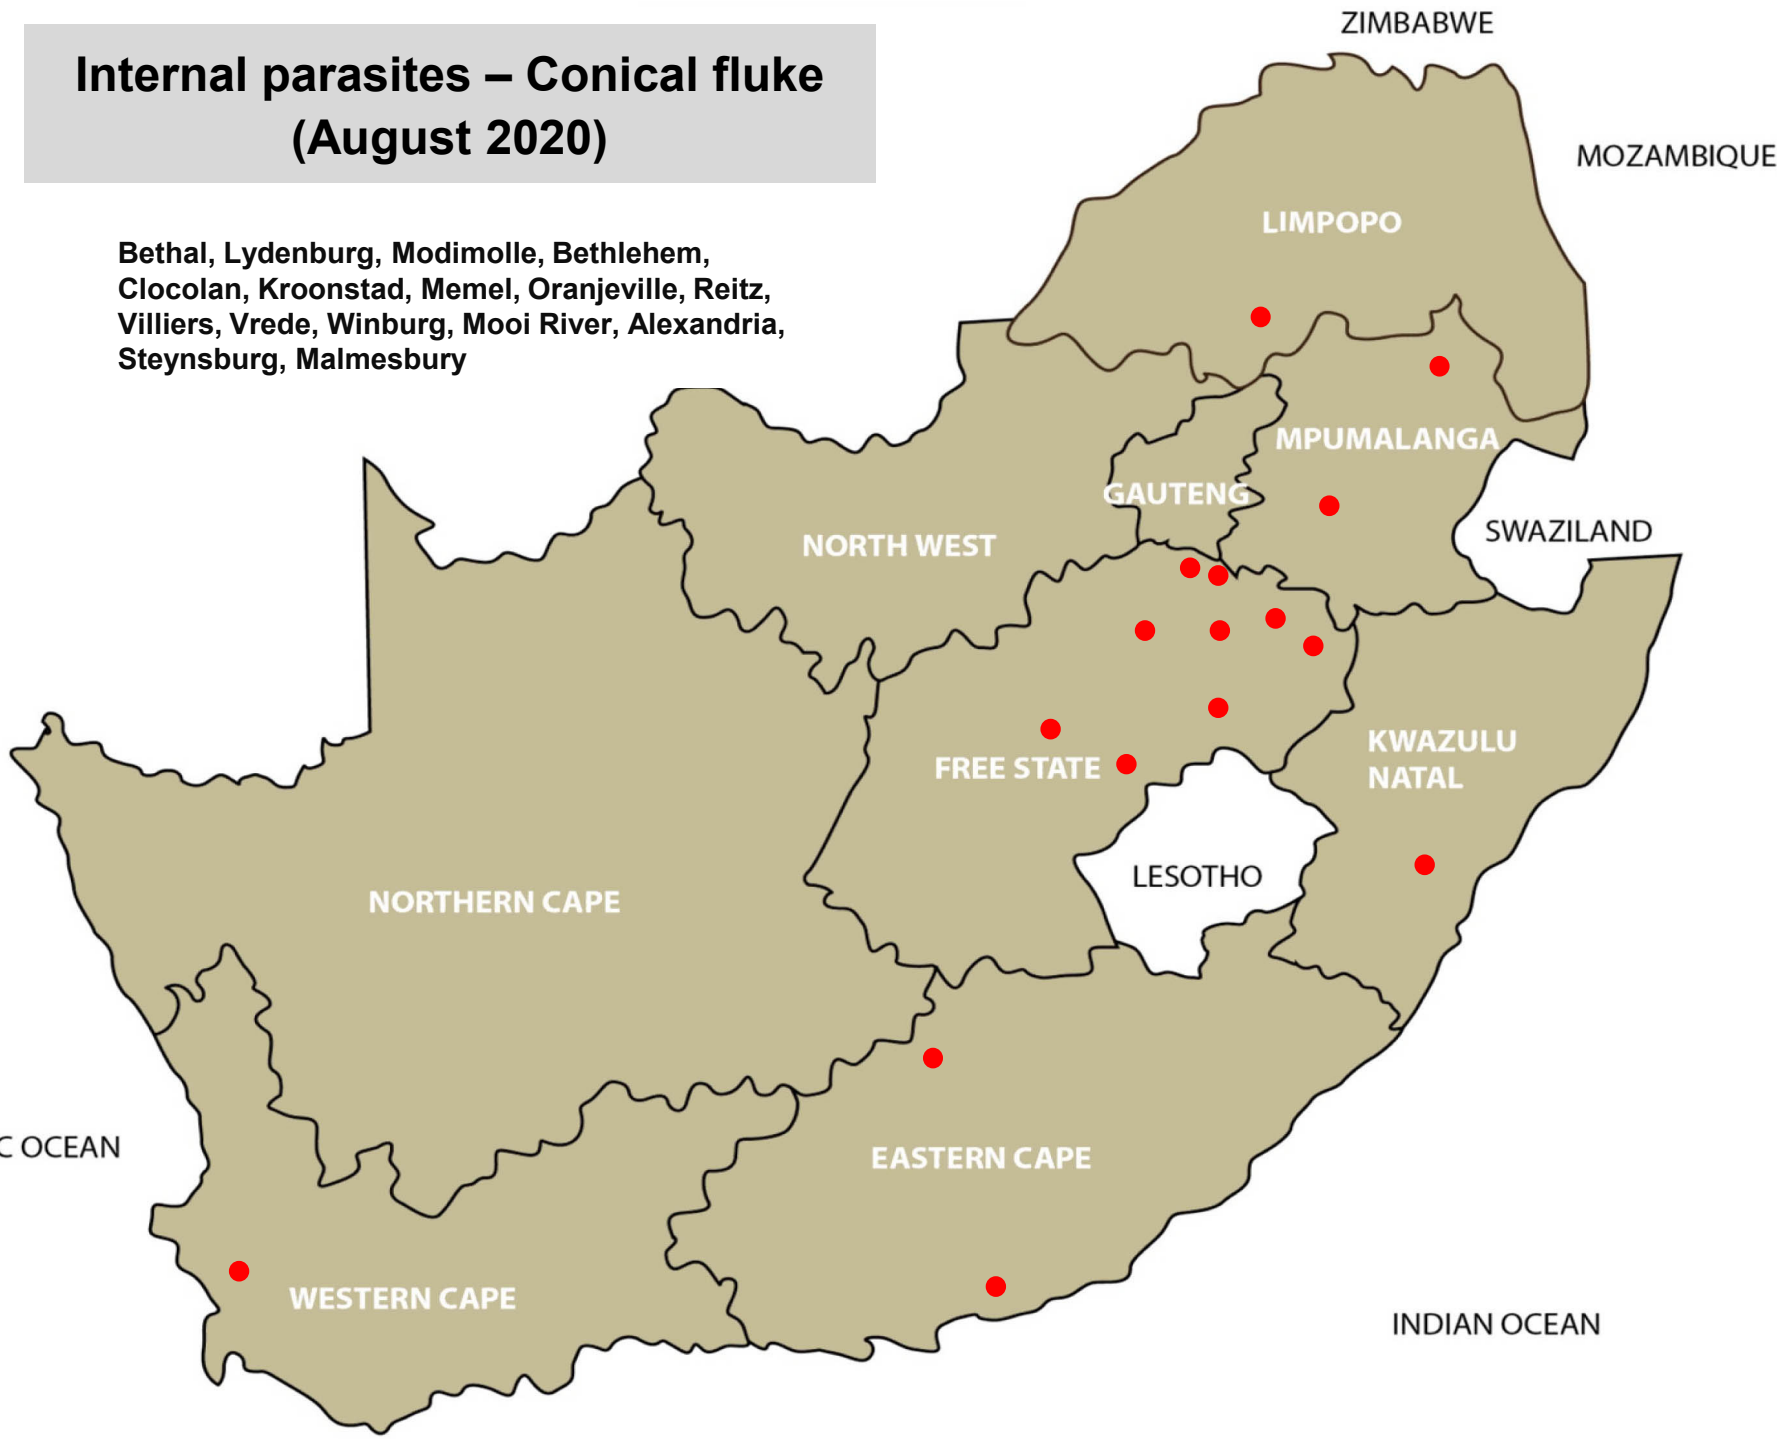 Internal parasites – Conical fluke
(August 2020)
Bethal, Lydenburg, Modimolle, Bethlehem,
Clocolan, Kroonstad, Memel, Oranjeville, Reitz,
Villiers, Vrede, Winburg, Mooi River, Alexandria,
Steynsburg, Malmesbury
ZIMBABWE
MOZAMBIQUE
LIMPOPO
MPUMALANGA
GAUTENG
SWAZILAND
NORTH WEST
KWAZULU
NATAL
FREE STATE
LESOTHO
NORTHERN CAPE
C OCEAN
EASTERN CAPE
WESTERN CAPE
INDIAN OCEAN